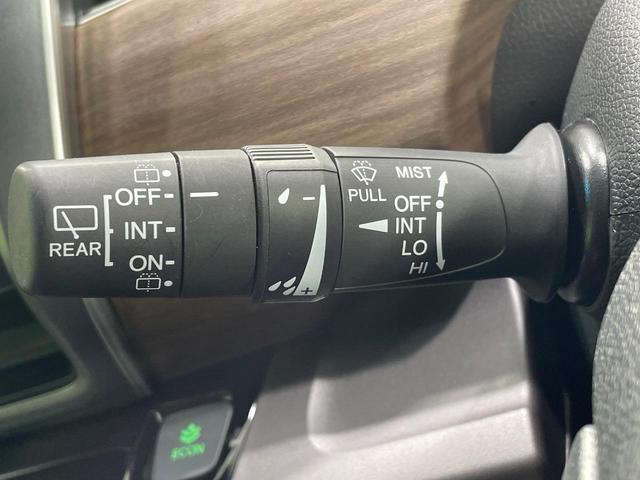 REAR
OFF
INT
ON
−
+
PULL
MIST
OFF
INT
LO
HI
ECON